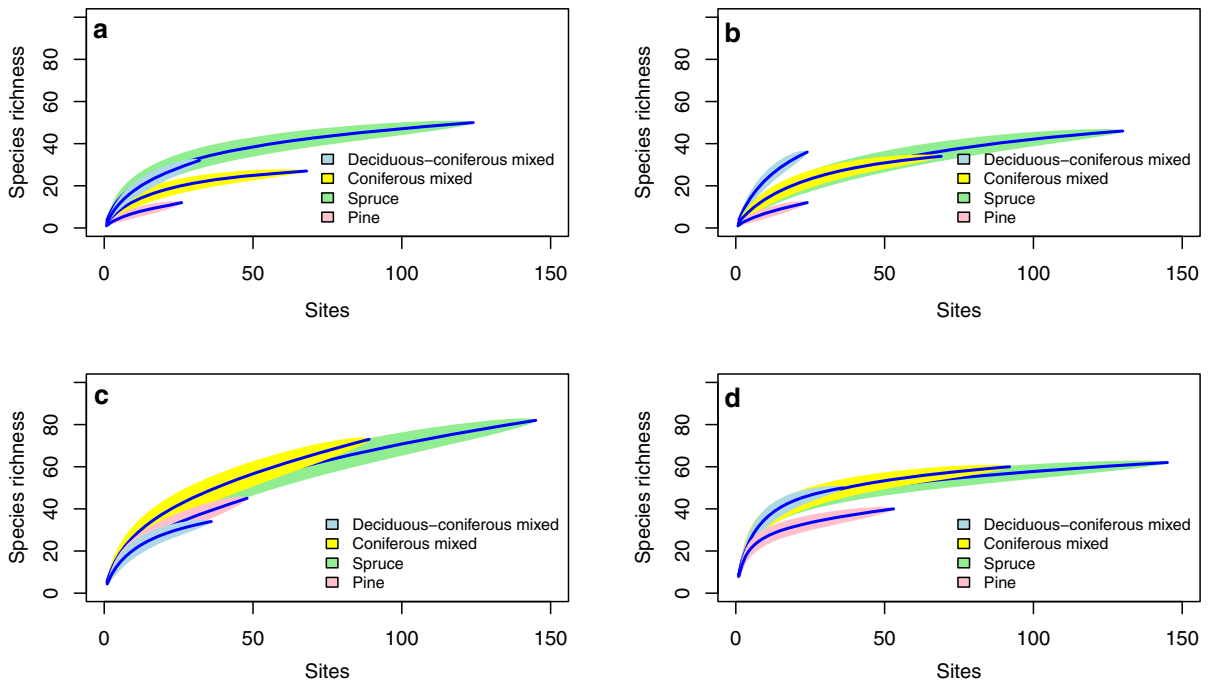 a
Species richness
0 20 40 60 80
Deciduous–coniferous mixed
Coniferous mixed
Spruce
Pine
0 50 100 150
Sites
b
Species richness
0 20 40 60 80
Deciduous–coniferous mixed
Coniferous mixed
Spruce
Pine
0 50 100 150
Sites
c
Species richness
0 20 40 60 80
Deciduous–coniferous mixed
Coniferous mixed
Spruce
Pine
0 50 100 150
Sites
d
Species richness
0 20 40 60 80
Deciduous–coniferous mixed
Coniferous mixed
Spruce
Pine
0 50 100 150
Sites